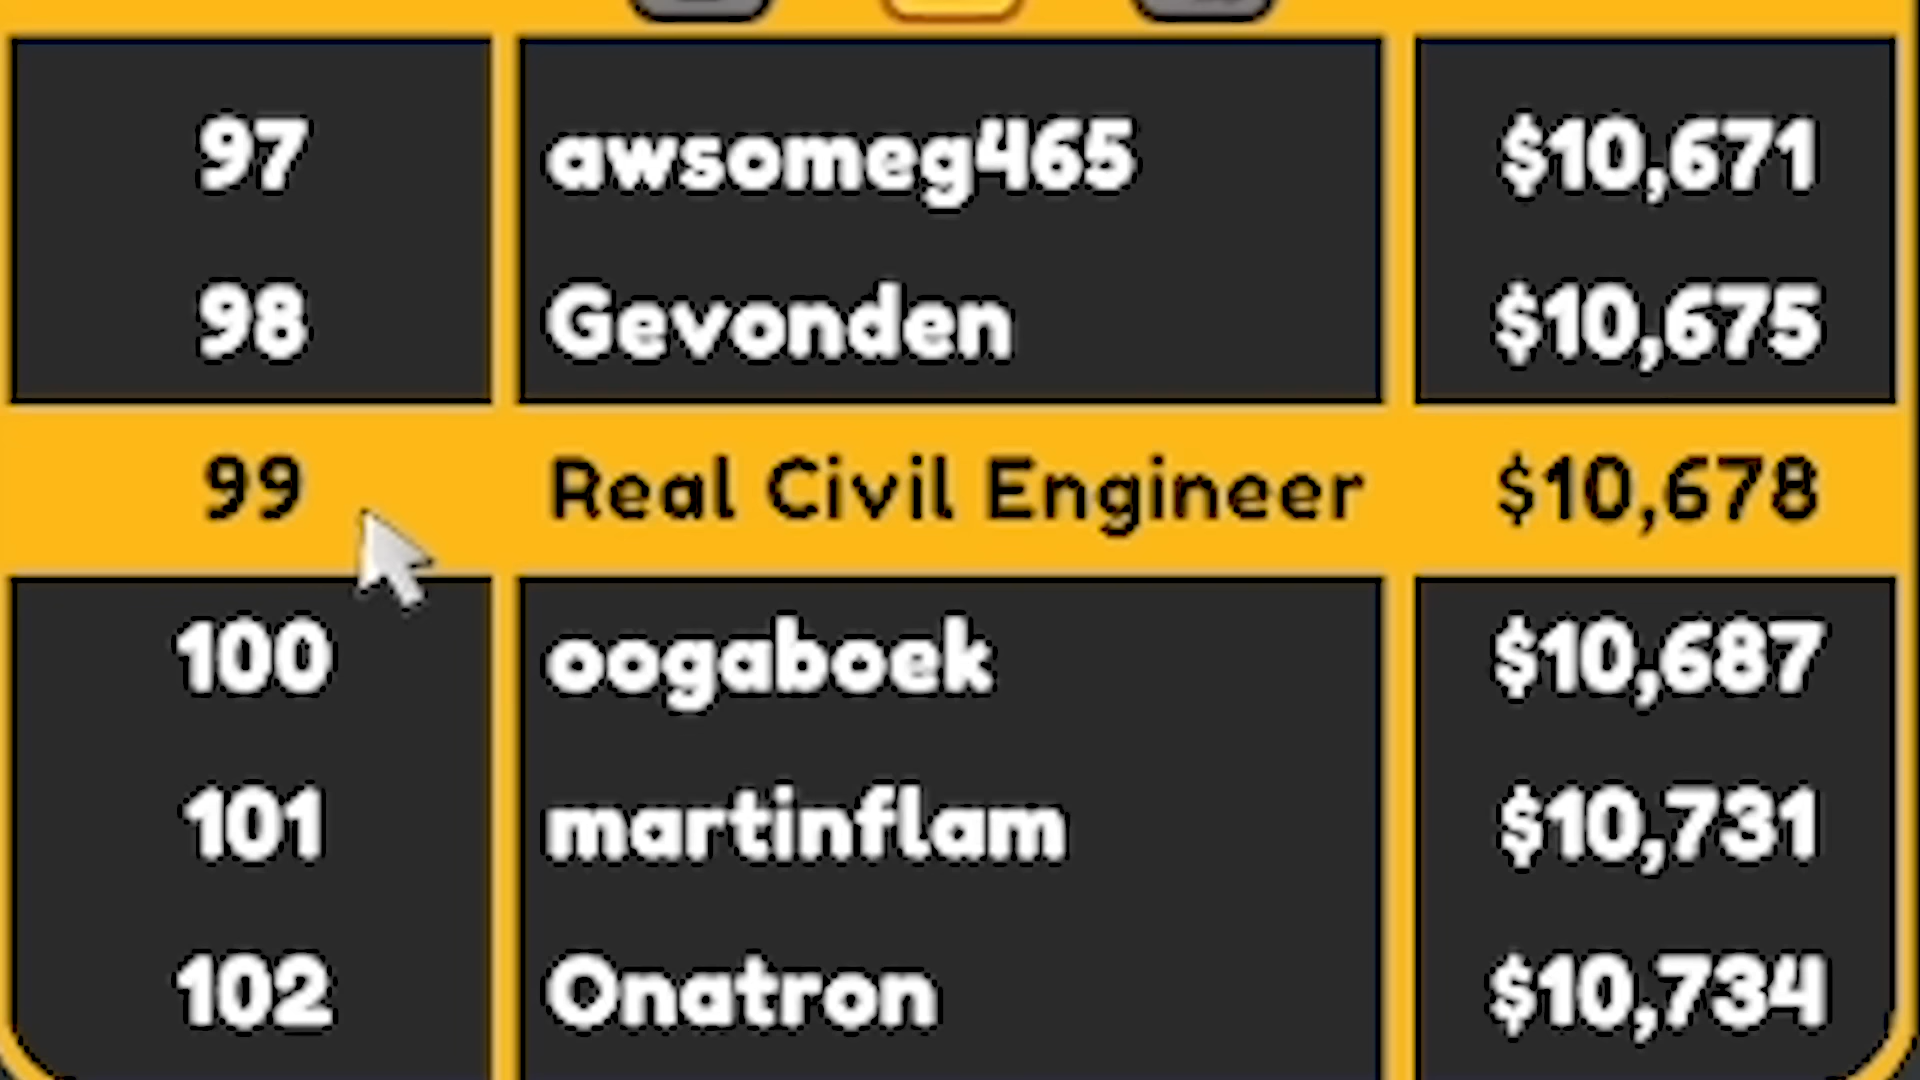 97 awsomeg465 $10,671
98 Gevonden $10,675
99 Real Civil Engineer $10,678
100 oogaboek $10,687
101 martinflam $10,731
102 Onatron $10,734